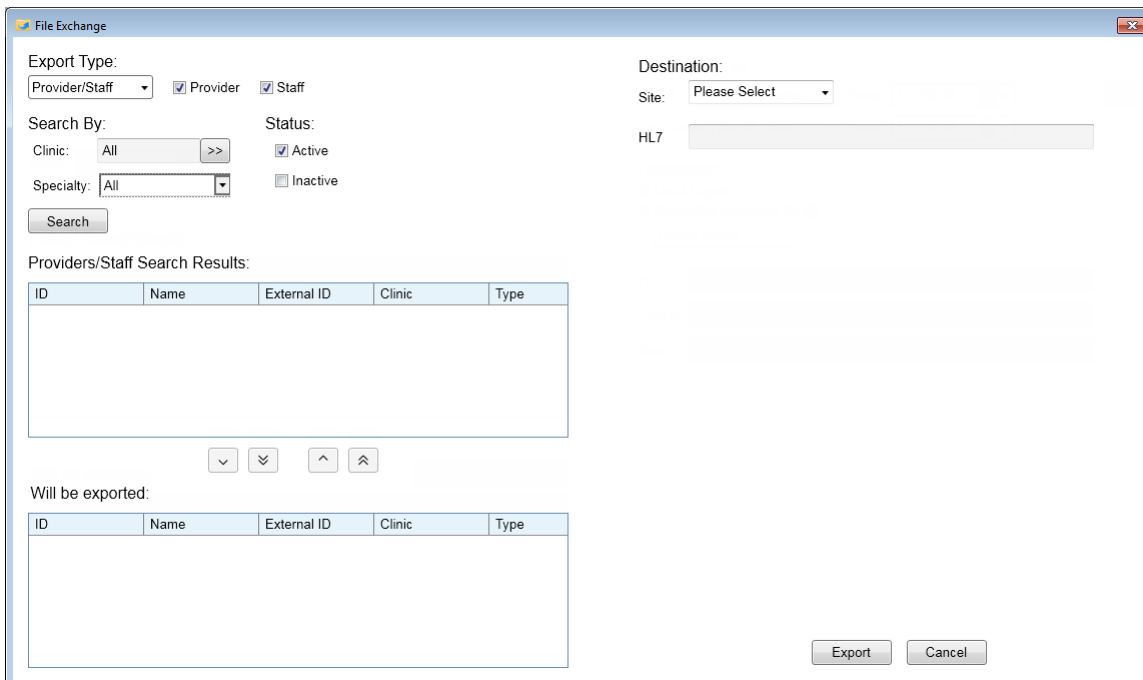 File Exchange
Export Type:
Provider/Staff
Provider
Staff
Search By:
Status:
Clinic:
All
>>
Active
Specialty:
All
Inactive
Search
Providers/Staff Search Results:
ID Name External ID Clinic Type
Will be exported:
ID Name External ID Clinic Type
Destination:
Site:
Please Select
HL7
Export
Cancel